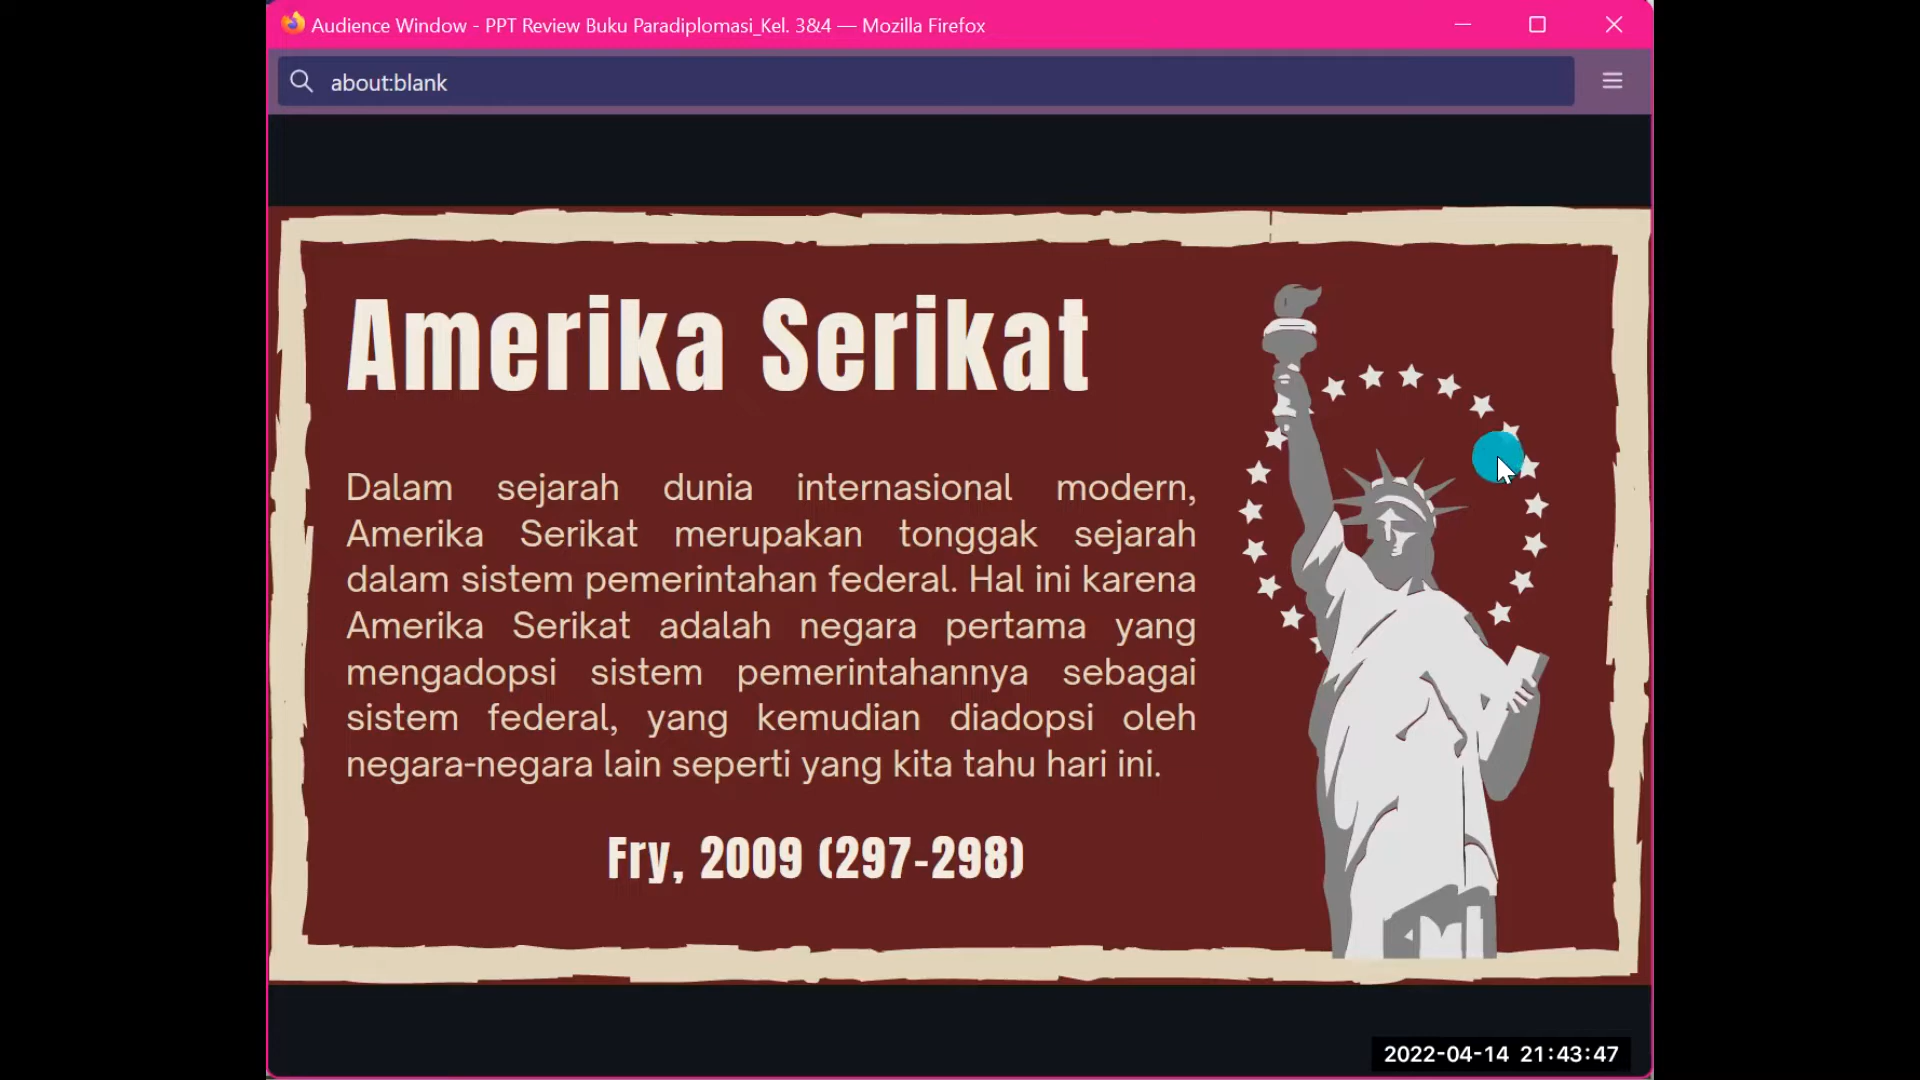 Audience Window - PPT Review Buku Paradiplomasi_Kel. 3&4 — Mozilla Firefox
about:blank
Amerika Serikat
Dalam sejarah dunia internasional modern,
Amerika Serikat merupakan tonggak sejarah
dalam sistem pemerintahan federal. Hal ini karena
Amerika Serikat adalah negara pertama yang
mengadopsi sistem pemerintahannya sebagai
sistem federal, yang kemudian diadopsi oleh
negara-negara lain seperti yang kita tahu hari ini.
Fry, 2009 (297-298)
2022-04-14 21:43:47